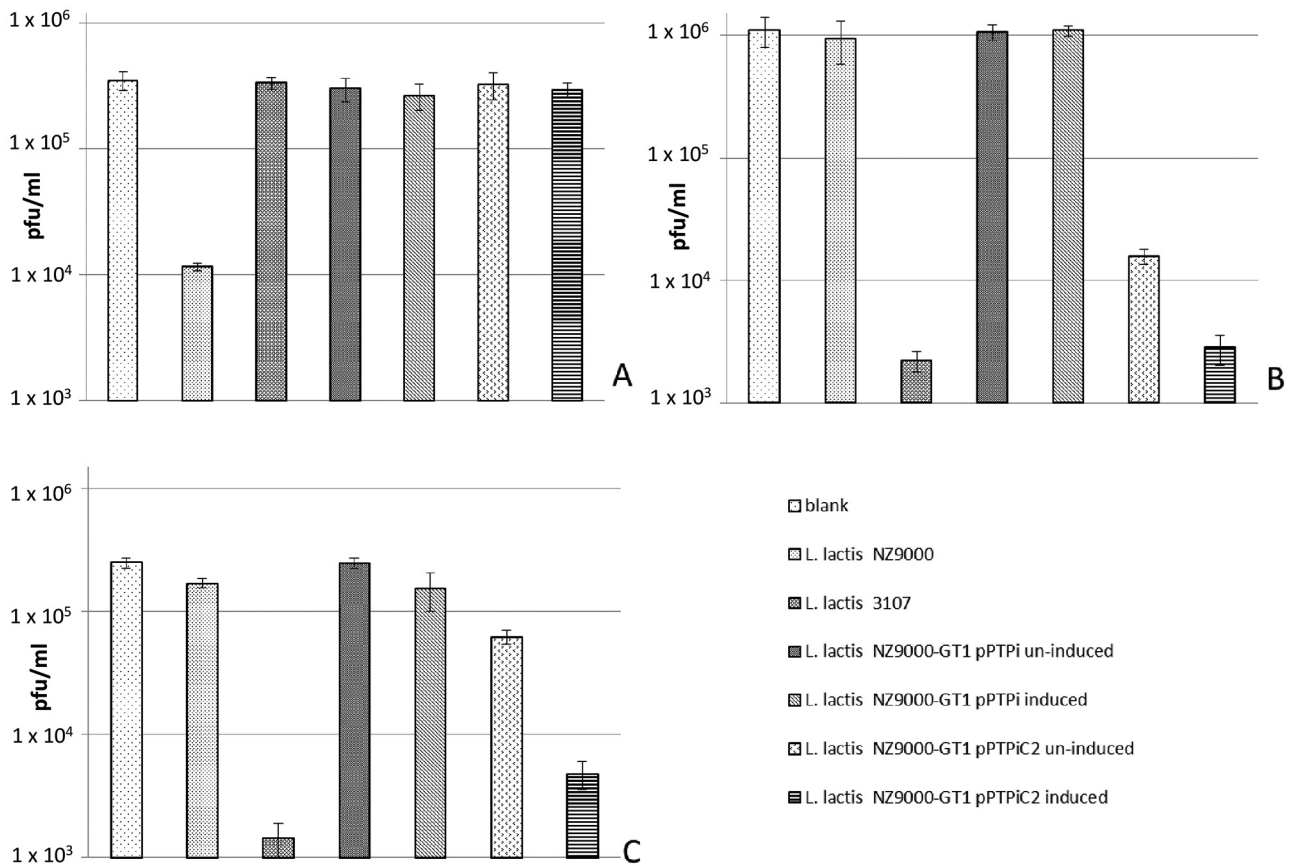 1 x 10⁶
1 x 10⁵
1 x 10⁴
1 x 10³
pfu/ml
A
1 x 10⁶
1 x 10⁵
1 x 10⁴
1 x 10³
pfu/ml
B
1 x 10⁶
1 x 10⁵
1 x 10⁴
1 x 10³
pfu/ml
C
blank
L. lactis NZ9000
L. lactis 3107
L. lactis NZ9000-GT1 pPTPi un-induced
L. lactis NZ9000-GT1 pPTPi induced
L. lactis NZ9000-GT1 pPTPiC2 un-induced
L. lactis NZ9000-GT1 pPTPiC2 induced